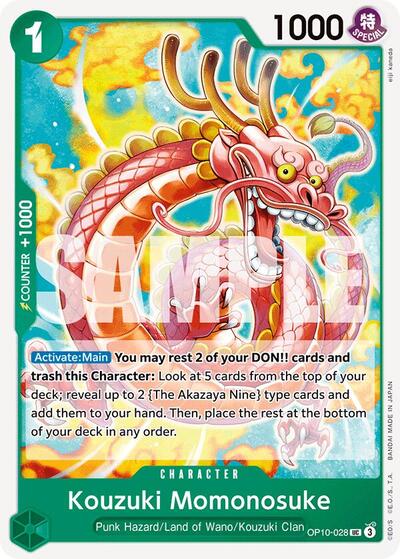 1
1000
特
SPECIAL
eiji kaneda
COUNTER +1000
SAMPLE
Activate:Main You may rest 2 of your DON!! cards and
trash this Character: Look at 5 cards from the top of your
deck; reveal up to 2 {The Akazaya Nine} type cards and
add them to your hand. Then, place the rest at the bottom
of your deck in any order.
©E.O./S. ©E.O.S., T.A. BANDAI MADE IN JAPAN
CHARACTER
Kouzuki Momonosuke
Punk Hazard/Land of Wano/Kouzuki Clan
OP10-028 UC 3